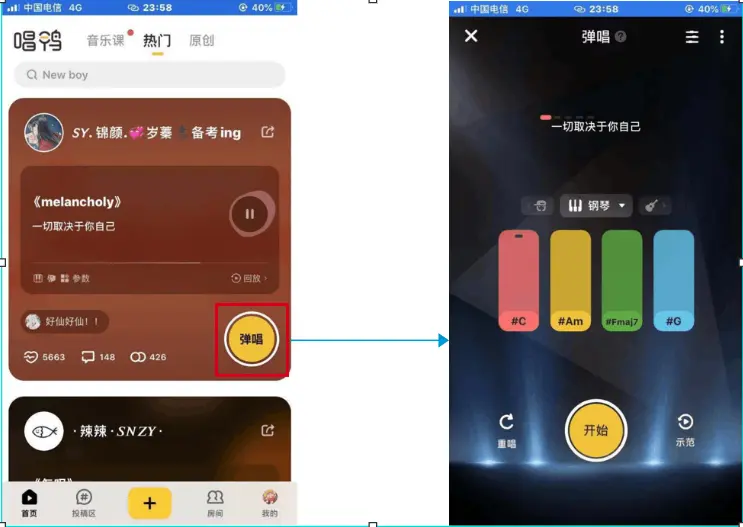 中国电信 4G 23:58 40%
唱鸭 音乐课 热门 原创
New boy
SY.锦颜.💞岁蓁 备考ing
《melancholy》
一切取决于你自己
参数 回放
好仙好仙！！
弹唱
5663 148 426
·辣辣·SNZY·
首页 投稿区 房间 我的
中国电信 4G 23:58 40%
弹唱
一切取决于你自己
钢琴
#C #Am #Fmaj7 #G
重唱 开始 示范